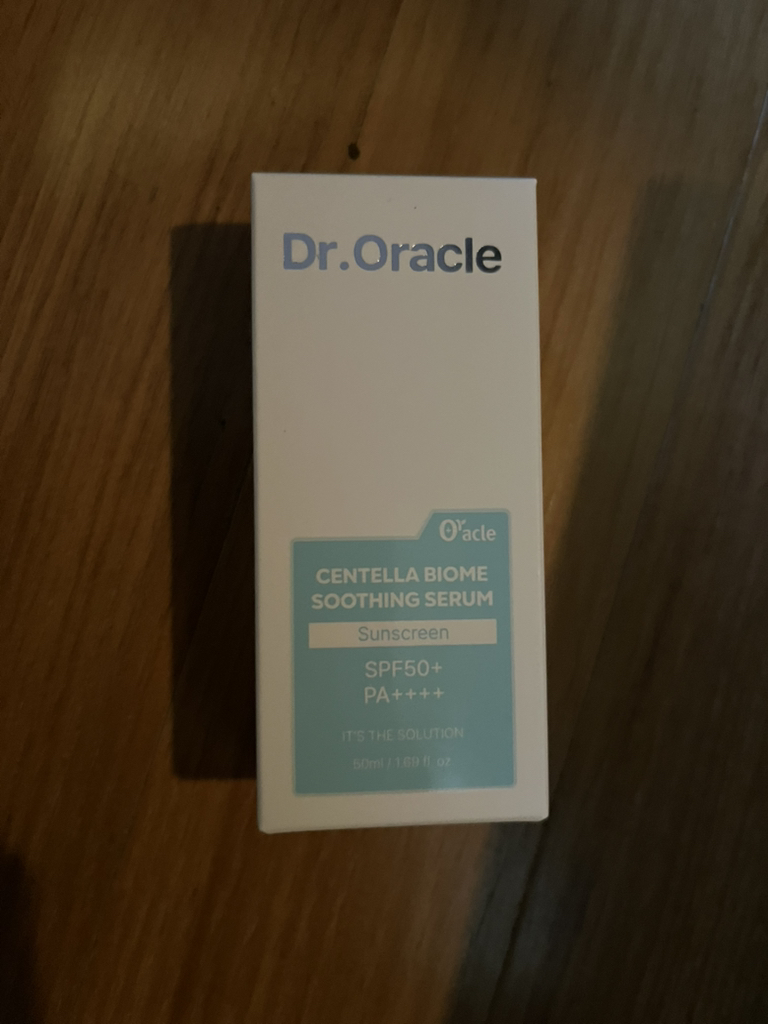 Dr.Oracle
Oracle
CENTELLA BIOME
SOOTHING SERUM
Sunscreen
SPF50+
PA++++
IT'S THE SOLUTION
50ml / 1.69 fl. oz